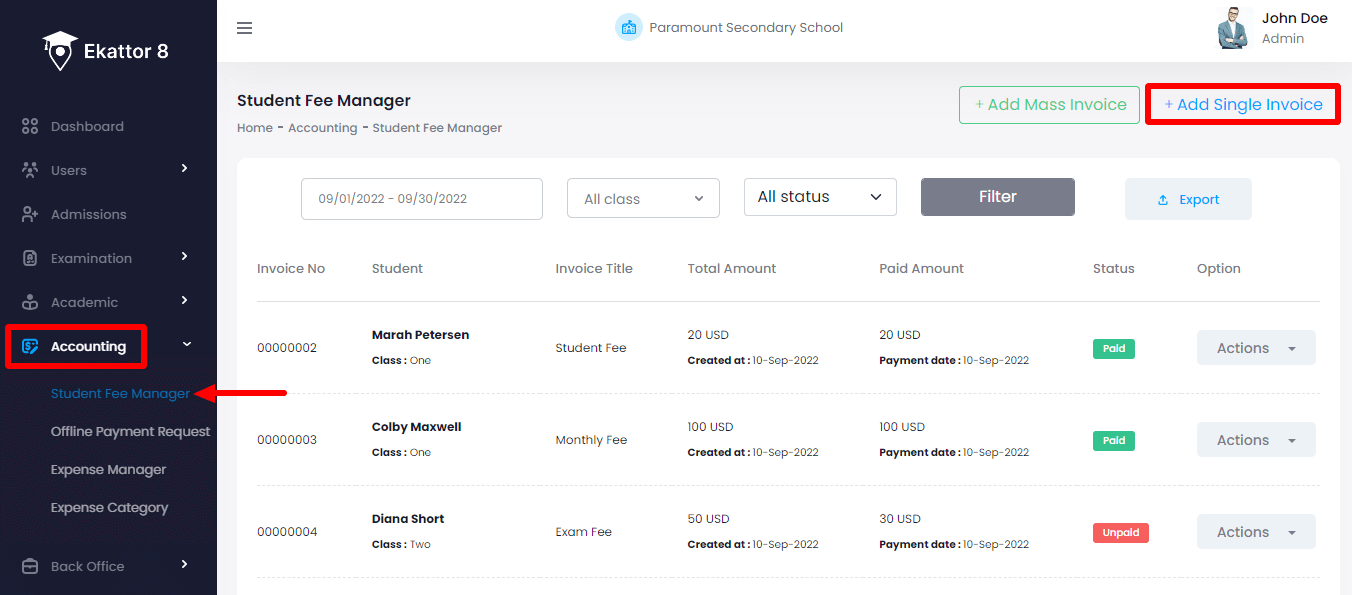 Ekattor 8
Paramount Secondary School
John Doe
Admin
Dashboard
Users
Admissions
Examination
Academic
Accounting
Student Fee Manager
Offline Payment Request
Expense Manager
Expense Category
Back Office
Student Fee Manager
Home - Accounting - Student Fee Manager
+ Add Mass Invoice
+ Add Single Invoice
09/01/2022 - 09/30/2022
All class
All status
Filter
Export
Invoice No Student Invoice Title Total Amount Paid Amount Status Option
00000002
Marah Petersen
Class : One
Student Fee
20 USD
Created at : 10-Sep-2022
20 USD
Payment date : 10-Sep-2022
Paid
Actions
00000003
Colby Maxwell
Class : One
Monthly Fee
100 USD
Created at : 10-Sep-2022
100 USD
Payment date : 10-Sep-2022
Paid
Actions
00000004
Diana Short
Class : Two
Exam Fee
50 USD
Created at : 10-Sep-2022
30 USD
Payment date : 10-Sep-2022
Unpaid
Actions